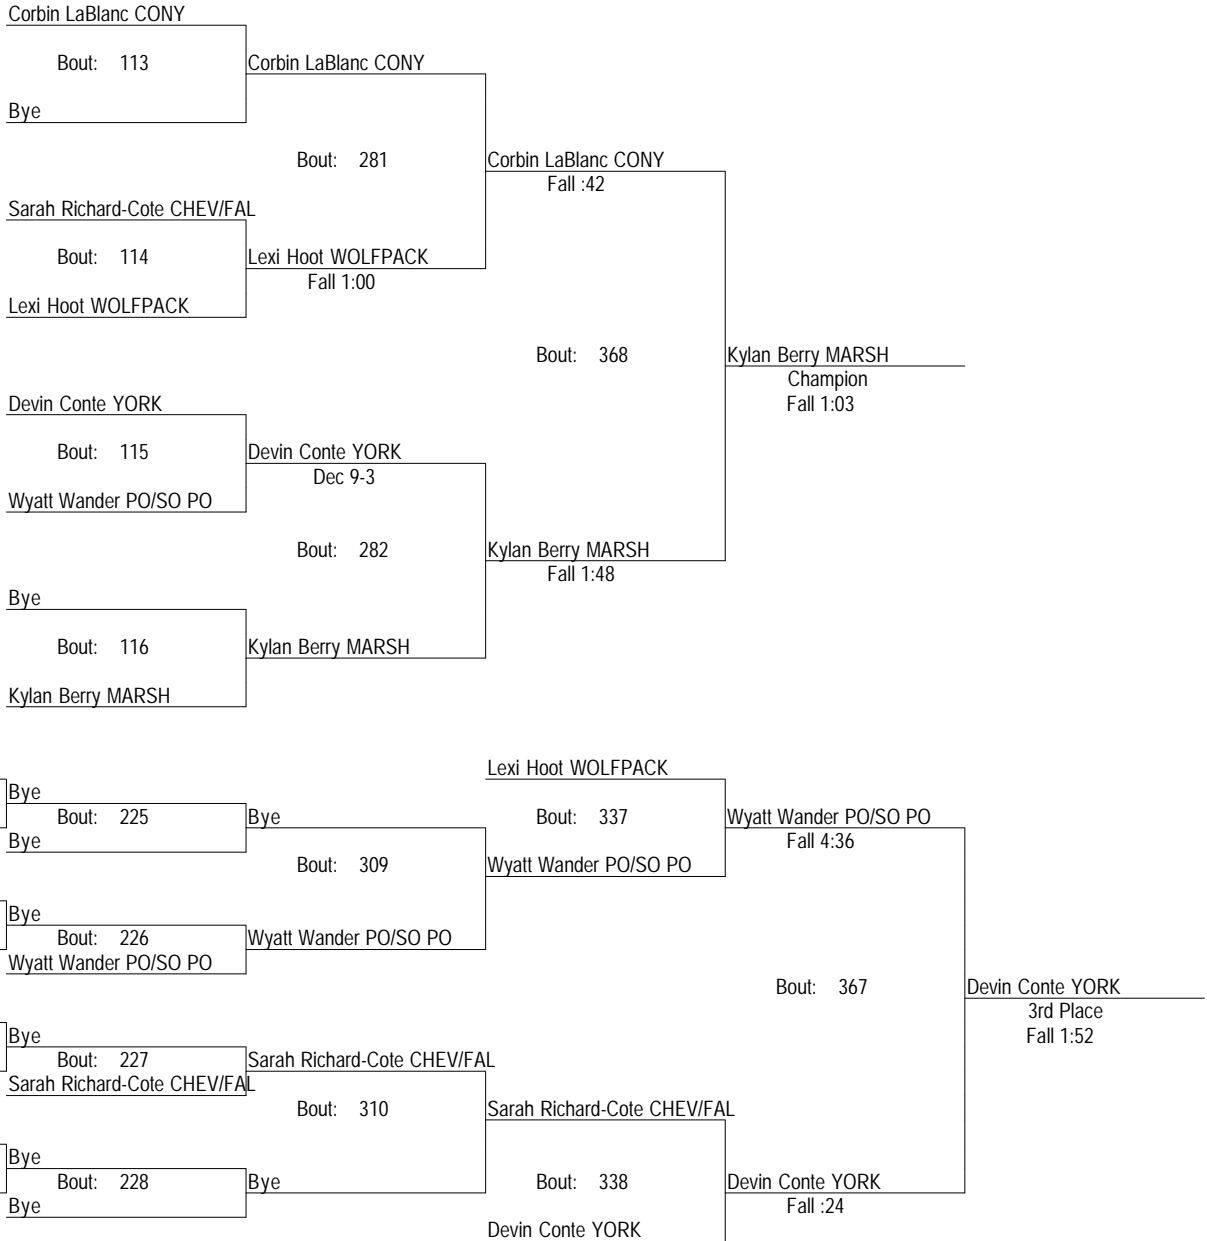 Corbin LaBlanc CONY
Bout: 113 Corbin LaBlanc CONY
Bye
Bout: 281 Corbin LaBlanc CONY
Fall :42
Sarah Richard-Cote CHEV/FAL
Bout: 114 Lexi Hoot WOLFPACK
Fall 1:00
Lexi Hoot WOLFPACK
Bout: 368 Kylan Berry MARSH
Champion
Fall 1:03
Devin Conte YORK
Bout: 115 Devin Conte YORK
Dec 9-3
Wyatt Wander PO/SO PO
Bout: 282 Kylan Berry MARSH
Fall 1:48
Bye
Bout: 116 Kylan Berry MARSH
Kylan Berry MARSH
Lexi Hoot WOLFPACK
Bye
Bout: 225 Bye Bout: 337 Wyatt Wander PO/SO PO
Bye Fall 4:36
Bout: 309 Wyatt Wander PO/SO PO
Bye
Bout: 226 Wyatt Wander PO/SO PO
Wyatt Wander PO/SO PO
Bout: 367 Devin Conte YORK
3rd Place
Bye Fall 1:52
Bout: 227 Sarah Richard-Cote CHEV/FAL
Sarah Richard-Cote CHEV/FAL
Bout: 310 Sarah Richard-Cote CHEV/FAL
Bye
Bout: 228 Bye Bout: 338 Devin Conte YORK
Bye Fall :24
Devin Conte YORK